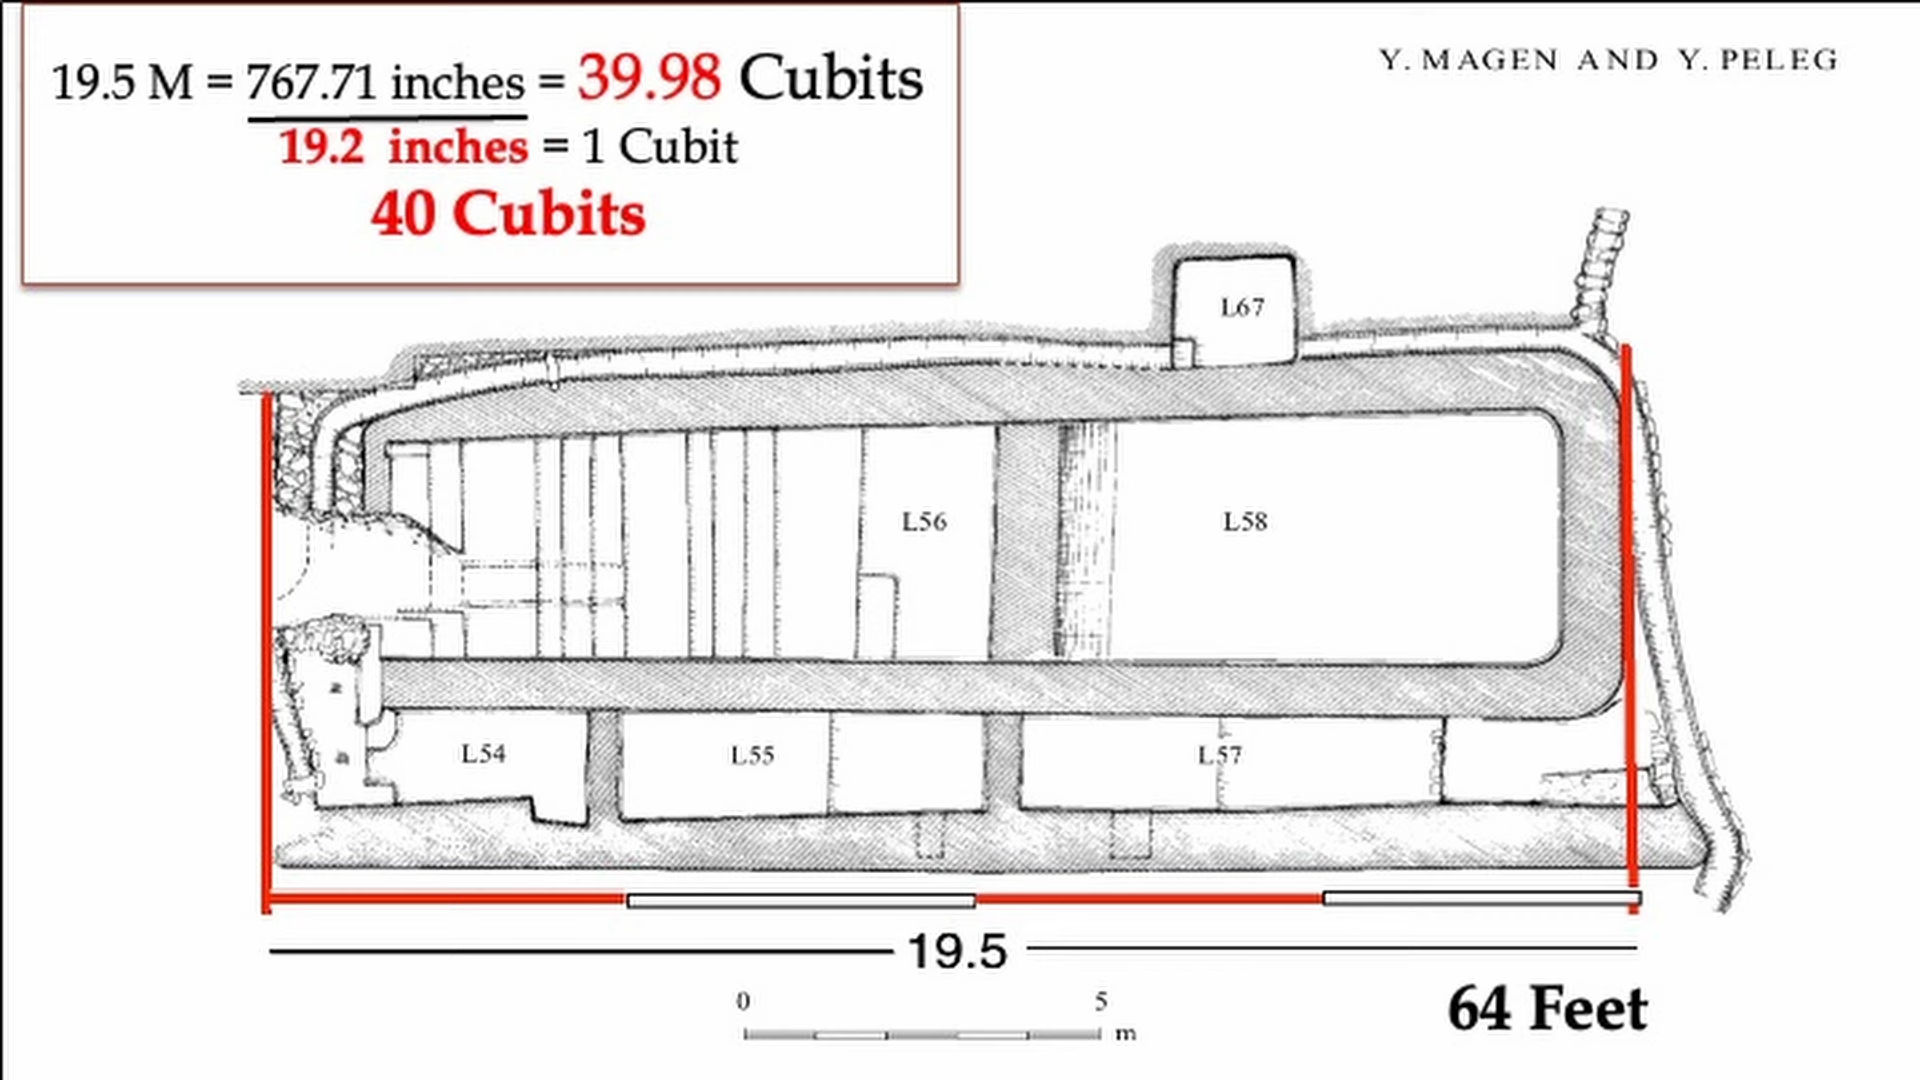 19.5 M = 767.71 inches = 39.98 Cubits
19.2 inches = 1 Cubit
40 Cubits
Y. MAGEN AND Y. PELEG
L67
L56
L58
L54
L55
L57
19.5
0
5
m
64 Feet